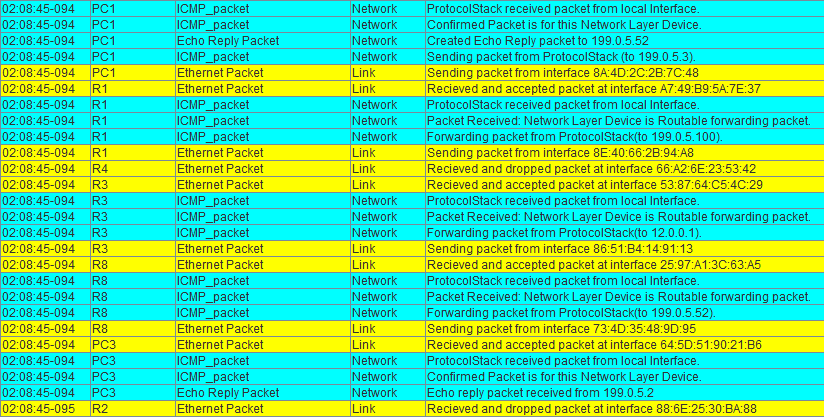 02:08:45-094 PC1 ICMP_packet Network ProtocolStack received packet from local Interface.
02:08:45-094 PC1 ICMP_packet Network Confirmed Packet is for this Network Layer Device.
02:08:45-094 PC1 Echo Reply Packet Network Created Echo Reply packet to 199.0.5.52
02:08:45-094 PC1 ICMP_packet Network Sending packet from ProtocolStack (to 199.0.5.3).
02:08:45-094 PC1 Ethernet Packet Link Sending packet from interface 8A:4D:2C:2B:7C:48
02:08:45-094 R1 Ethernet Packet Link Recieved and accepted packet at interface A7:49:B9:5A:7E:37
02:08:45-094 R1 ICMP_packet Network ProtocolStack received packet from local Interface.
02:08:45-094 R1 ICMP_packet Network Packet Received: Network Layer Device is Routable forwarding packet.
02:08:45-094 R1 ICMP_packet Network Forwarding packet from ProtocolStack(to 199.0.5.100).
02:08:45-094 R1 Ethernet Packet Link Sending packet from interface 8E:40:66:2B:94:A8
02:08:45-094 R4 Ethernet Packet Link Recieved and dropped packet at interface 66:A2:6E:23:53:42
02:08:45-094 R3 Ethernet Packet Link Recieved and accepted packet at interface 53:87:64:C5:4C:29
02:08:45-094 R3 ICMP_packet Network ProtocolStack received packet from local Interface.
02:08:45-094 R3 ICMP_packet Network Packet Received: Network Layer Device is Routable forwarding packet.
02:08:45-094 R3 ICMP_packet Network Forwarding packet from ProtocolStack(to 12.0.0.1).
02:08:45-094 R3 Ethernet Packet Link Sending packet from interface 86:51:B4:14:91:13
02:08:45-094 R8 Ethernet Packet Link Recieved and accepted packet at interface 25:97:A1:3C:63:A5
02:08:45-094 R8 ICMP_packet Network ProtocolStack received packet from local Interface.
02:08:45-094 R8 ICMP_packet Network Packet Received: Network Layer Device is Routable forwarding packet.
02:08:45-094 R8 ICMP_packet Network Forwarding packet from ProtocolStack(to 199.0.5.52).
02:08:45-094 R8 Ethernet Packet Link Sending packet from interface 73:4D:35:48:9D:95
02:08:45-094 PC3 Ethernet Packet Link Recieved and accepted packet at interface 64:5D:51:90:21:B6
02:08:45-094 PC3 ICMP_packet Network ProtocolStack received packet from local Interface.
02:08:45-094 PC3 ICMP_packet Network Confirmed Packet is for this Network Layer Device.
02:08:45-094 PC3 Echo Reply Packet Network Echo reply packet received from 199.0.5.2
02:08:45-095 R2 Ethernet Packet Link Recieved and dropped packet at interface 88:6E:25:30:BA:88